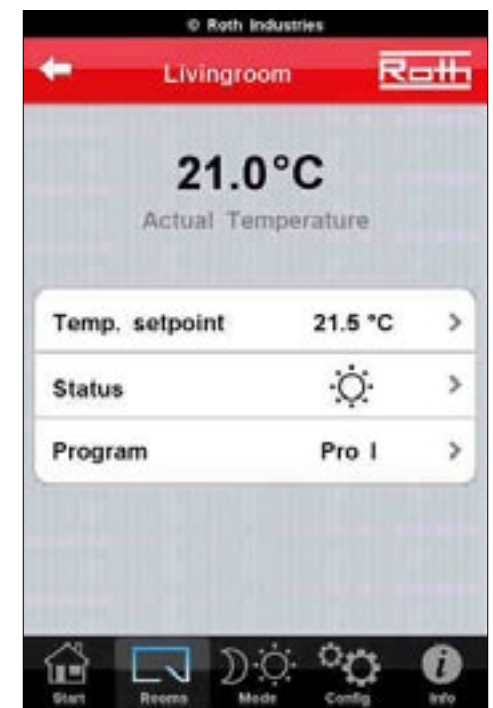 © Roth Industries
Livingroom Roth
21.0°C
Actual Temperature
Temp. setpoint 21.5 °C >
Status >
Program Pro I >
Start Rooms Mode Config Info